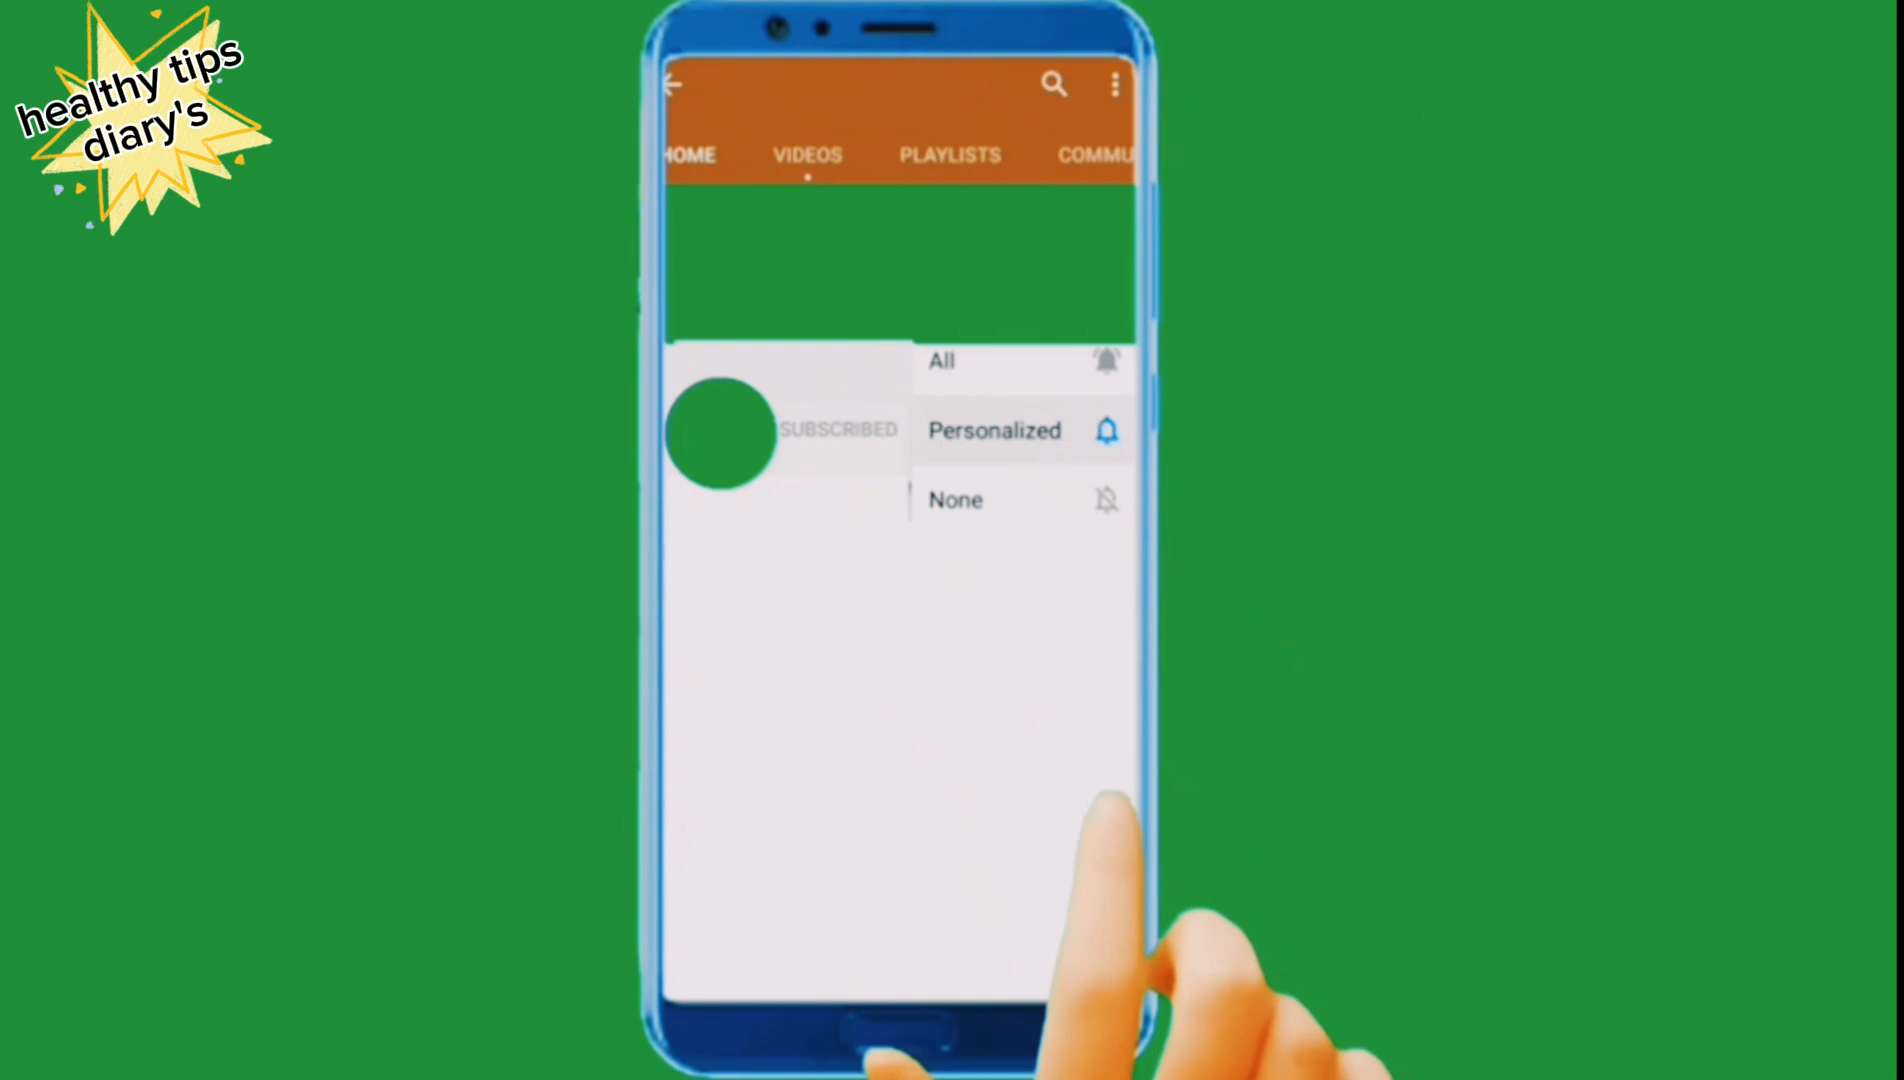 healthy tips
diary's
HOME VIDEOS PLAYLISTS COMMU
All
SUBSCRIBED Personalized
None